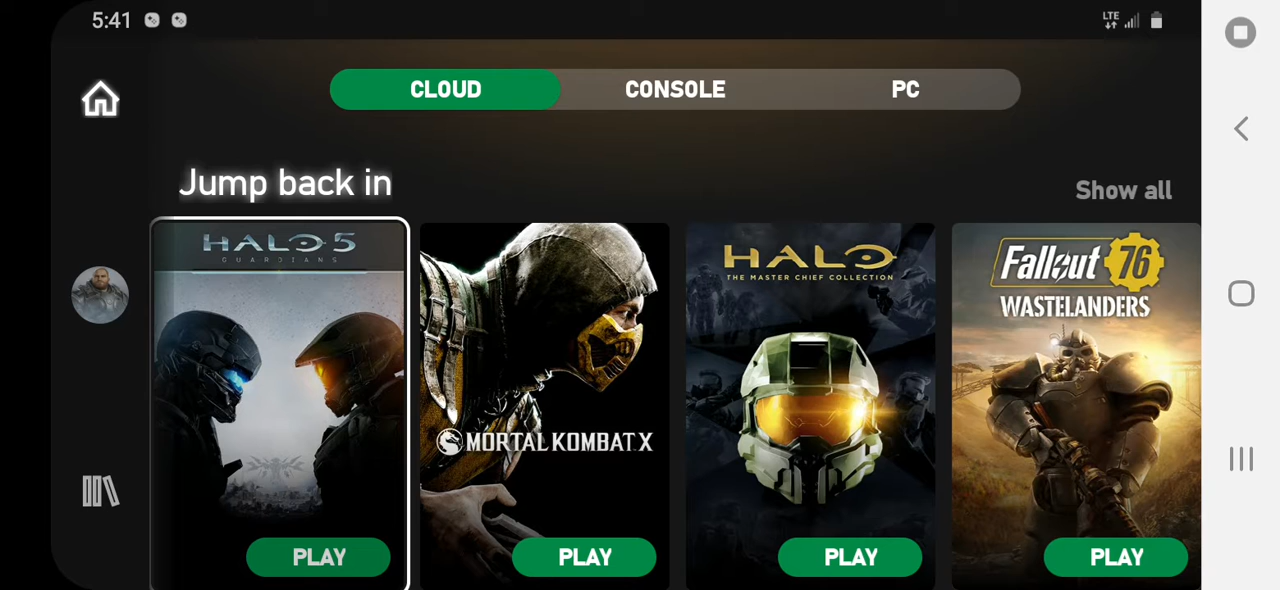 5:41
LTE
CLOUD
CONSOLE
PC
Jump back in
Show all
HALO 5
GUARDIANS
PLAY
MORTAL KOMBAT X
PLAY
HALO
THE MASTER CHIEF COLLECTION
PLAY
Fallout 76
WASTELANDERS
PLAY